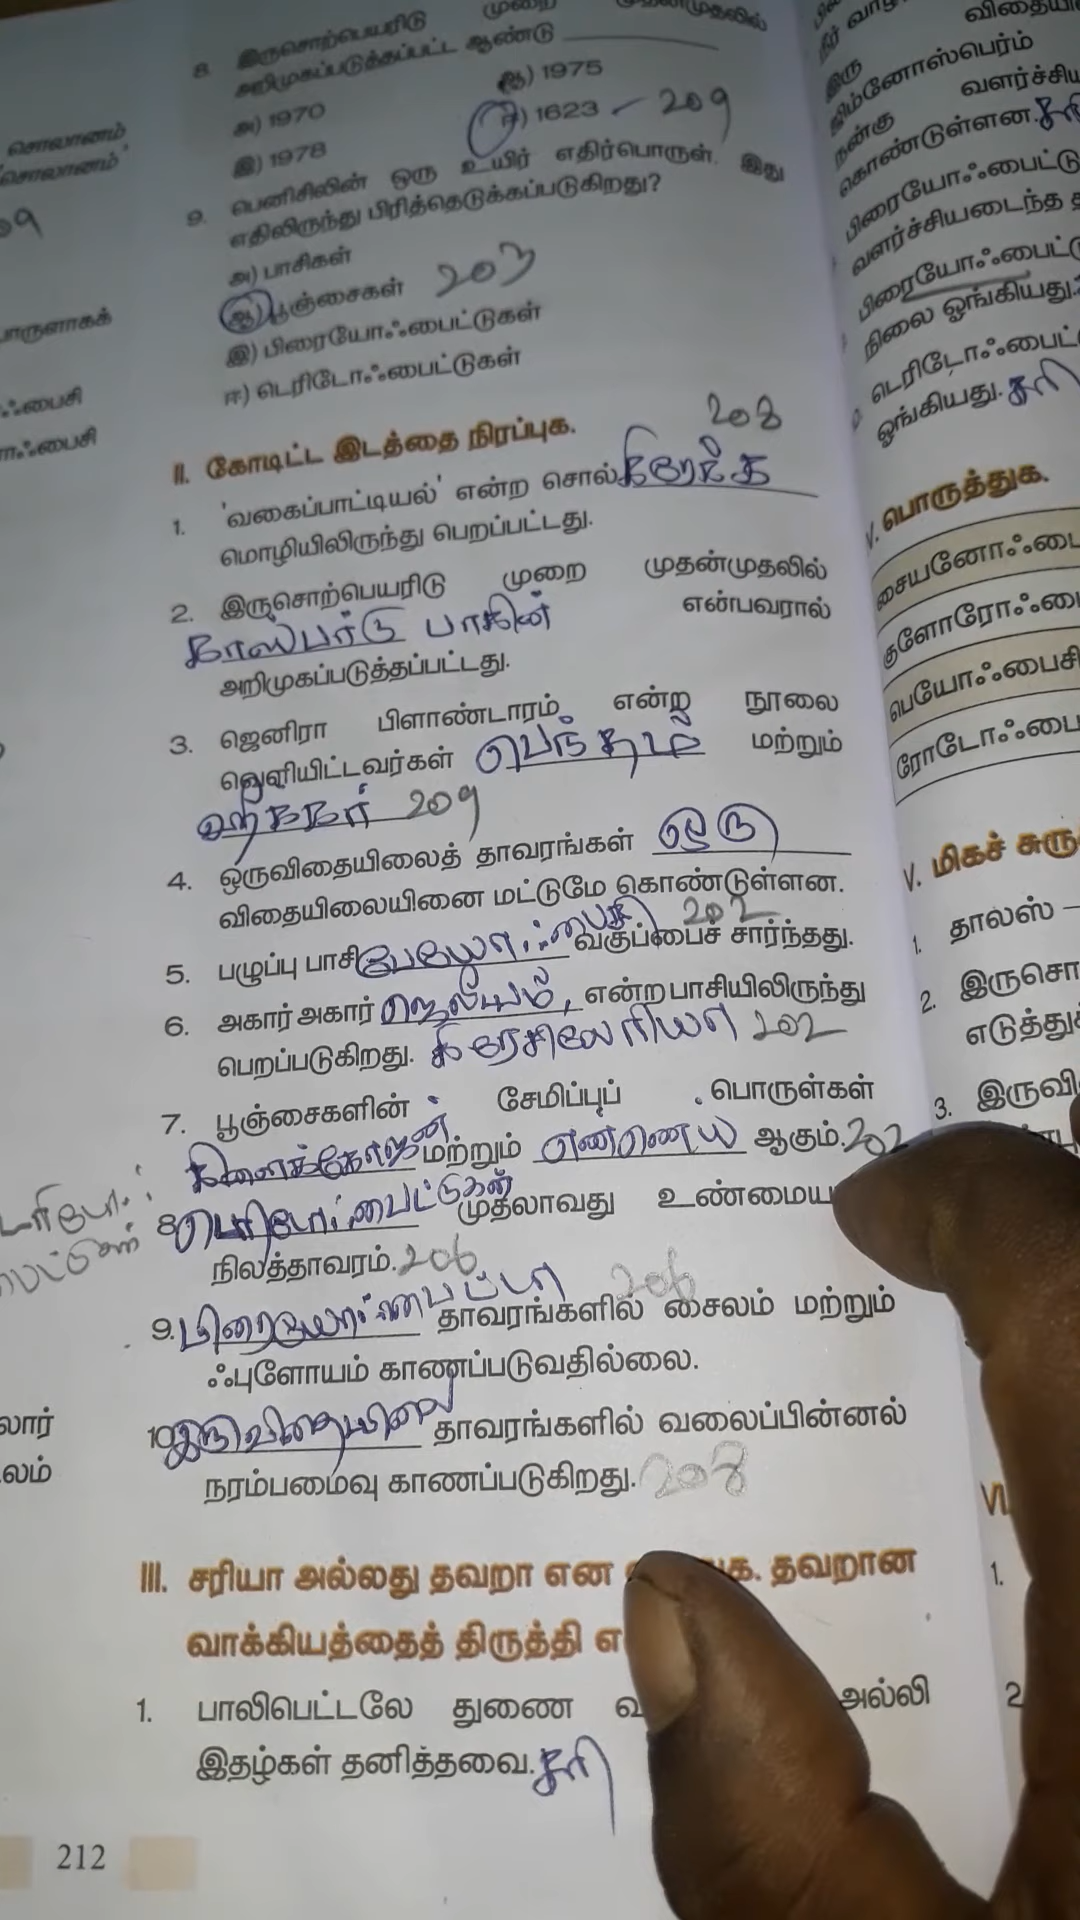 8. இருசொற்பெயரிடு முறை முதன்முதலில்
அறிமுகப்படுத்தப்பட்ட ஆண்டு
அ) 1970
ஆ) 1975
இ) 1978
ஈ) 1623 – 209
9. பெனிசிலின் ஒரு உயிர் எதிர்பொருள். இது
எதிலிருந்து பிரித்தெடுக்கப்படுகிறது?
அ) பாசிகள்
ஆ) பூஞ்சைகள் 203
இ) பிரையோஃபைட்டுகள்
ஈ) டெரிடோஃபைட்டுகள்
II. கோடிட்ட இடத்தை நிரப்புக.
208
1. 'வகைப்பாட்டியல்' என்ற சொல் கிரேக்க
மொழியிலிருந்து பெறப்பட்டது.
2. இருசொற்பெயரிடு முறை முதன்முதலில்
காஸ்பர்டு பாகின் என்பவரால்
அறிமுகப்படுத்தப்பட்டது.
3. ஜெனிரா பிளாண்டாரம் என்ற நூலை
வெளியிட்டவர்கள் பெந்தம் மற்றும்
ஹூக்கர் 209
4. ஒருவிதையிலைத் தாவரங்கள் ஒரு
விதையிலையினை மட்டுமே கொண்டுள்ளன.
5. பழுப்பு பாசி பேயோஃபைசி 202 வகுப்பைச் சார்ந்தது.
6. அகார் அகார் ஜெலீடியம், என்ற பாசியிலிருந்து
பெறப்படுகிறது. கிரேசிலேரியா 202
7. பூஞ்சைகளின் சேமிப்புப் பொருள்கள்
கிளைக்கோஜன் மற்றும் எண்ணெய் ஆகும். 202
8. டெரிடோஃபைட்டுகள் முதலாவது
நிலத்தாவரம். 206
9. பிரையோஃபைட்டா 206 தாவரங்களில் சைலம் மற்றும்
ஃபுளோயம் காணப்படுவதில்லை.
10. இருவிதையிலை தாவரங்களில் வலைப்பின்னல்
நரம்பமைவு காணப்படுகிறது. 208
III. சரியா அல்லது தவறா என தவறான
வாக்கியத்தைத் திருத்தி
1. பாலிபெட்டலே துணை அல்லி
இதழ்கள் தனித்தவை. சரி
212
சொலானம்
லார்
லம்
விதையி
வளர்ச்சிய
நன்கு
கொண்டுள்ளன.
பிரையோஃபைட்டு
வளர்ச்சியடைந்த
பிரையோஃபைட்டு
நிலை ஓங்கியது.
டெரிடோஃபைட்
ஓங்கியது. சரி
பொருத்துக.
சையனோஃபை
குளோரோஃபை
பெயோஃபைசி
ரோடோஃபை
V. மிகச் சுரு
1. தாலஸ் –
2. இருசொ
எடுத்துக்
3. இருவி
VI.
1.
2